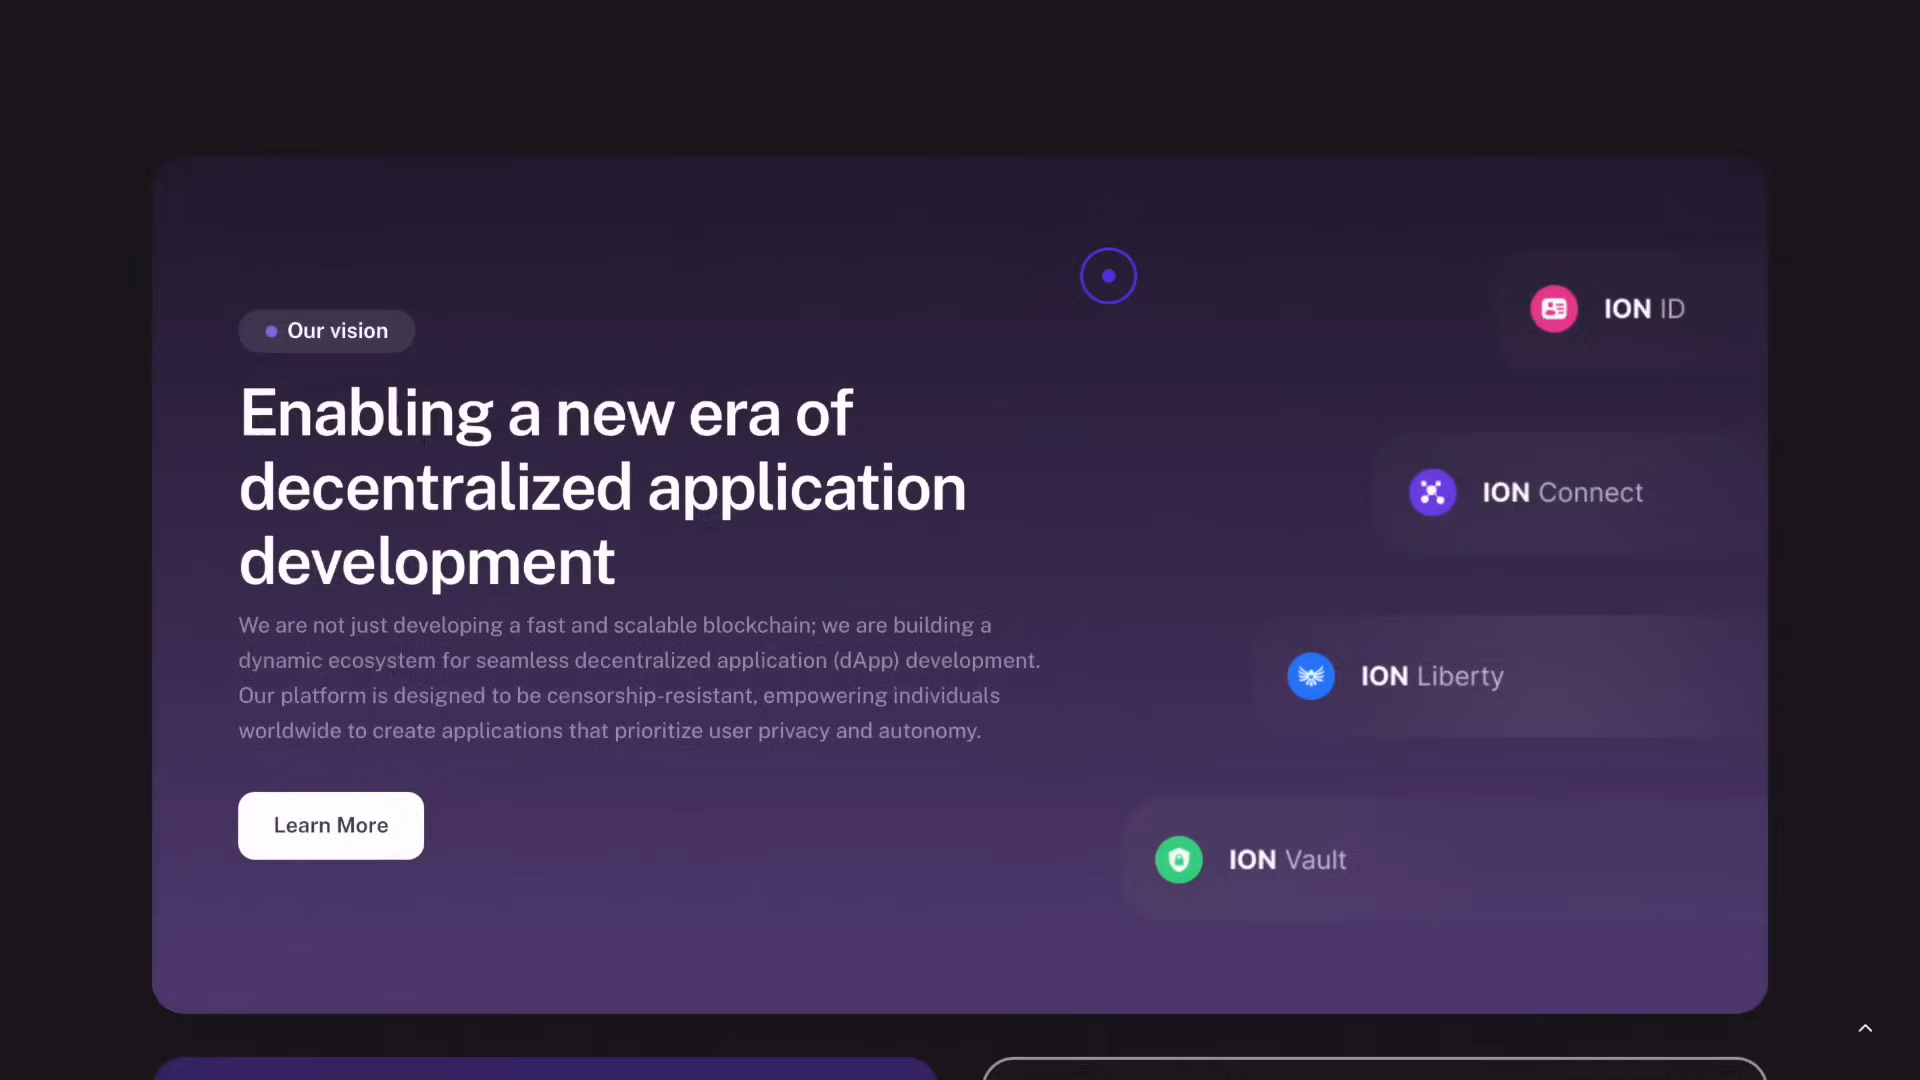 Our vision
Enabling a new era of
decentralized application
development
We are not just developing a fast and scalable blockchain; we are building a
dynamic ecosystem for seamless decentralized application (dApp) development.
Our platform is designed to be censorship-resistant, empowering individuals
worldwide to create applications that prioritize user privacy and autonomy.
Learn More
ION ID
ION Connect
ION Liberty
ION Vault